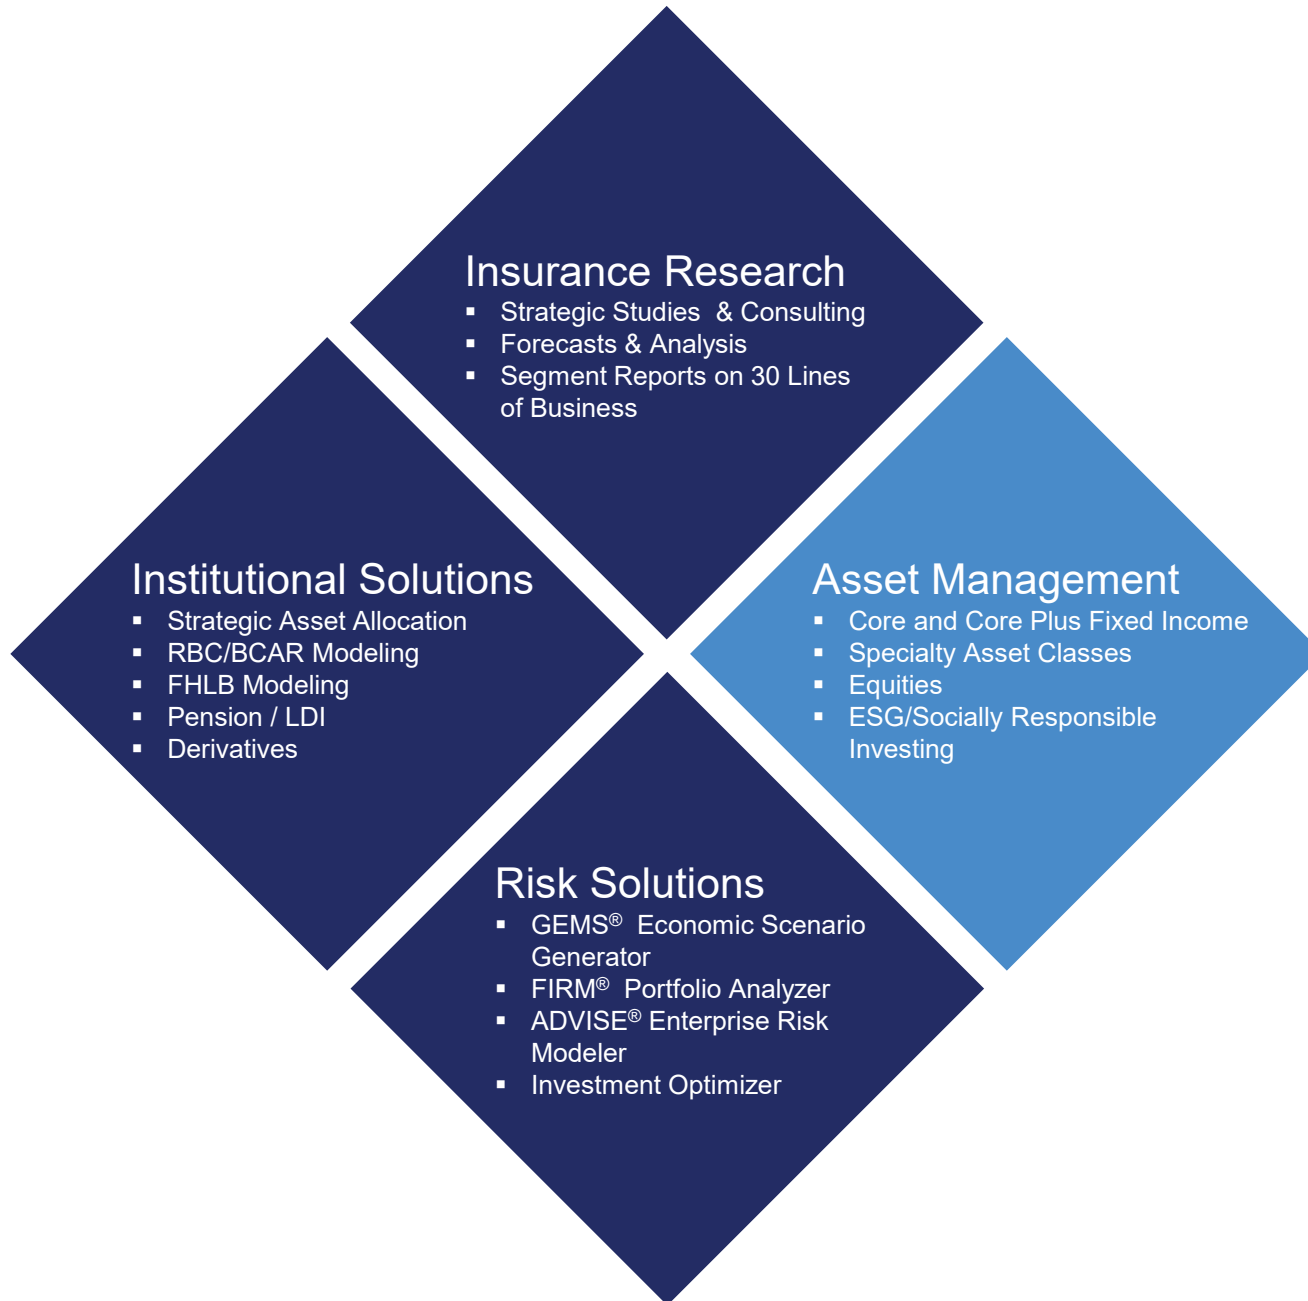 Insurance Research
▪ Strategic Studies & Consulting
▪ Forecasts & Analysis
▪ Segment Reports on 30 Lines
of Business
Institutional Solutions
▪ Strategic Asset Allocation
▪ RBC/BCAR Modeling
▪ FHLB Modeling
▪ Pension / LDI
▪ Derivatives
Asset Management
▪ Core and Core Plus Fixed Income
▪ Specialty Asset Classes
▪ Equities
▪ ESG/Socially Responsible
Investing
Risk Solutions
▪ GEMS® Economic Scenario
Generator
▪ FIRM® Portfolio Analyzer
▪ ADVISE® Enterprise Risk
Modeler
▪ Investment Optimizer